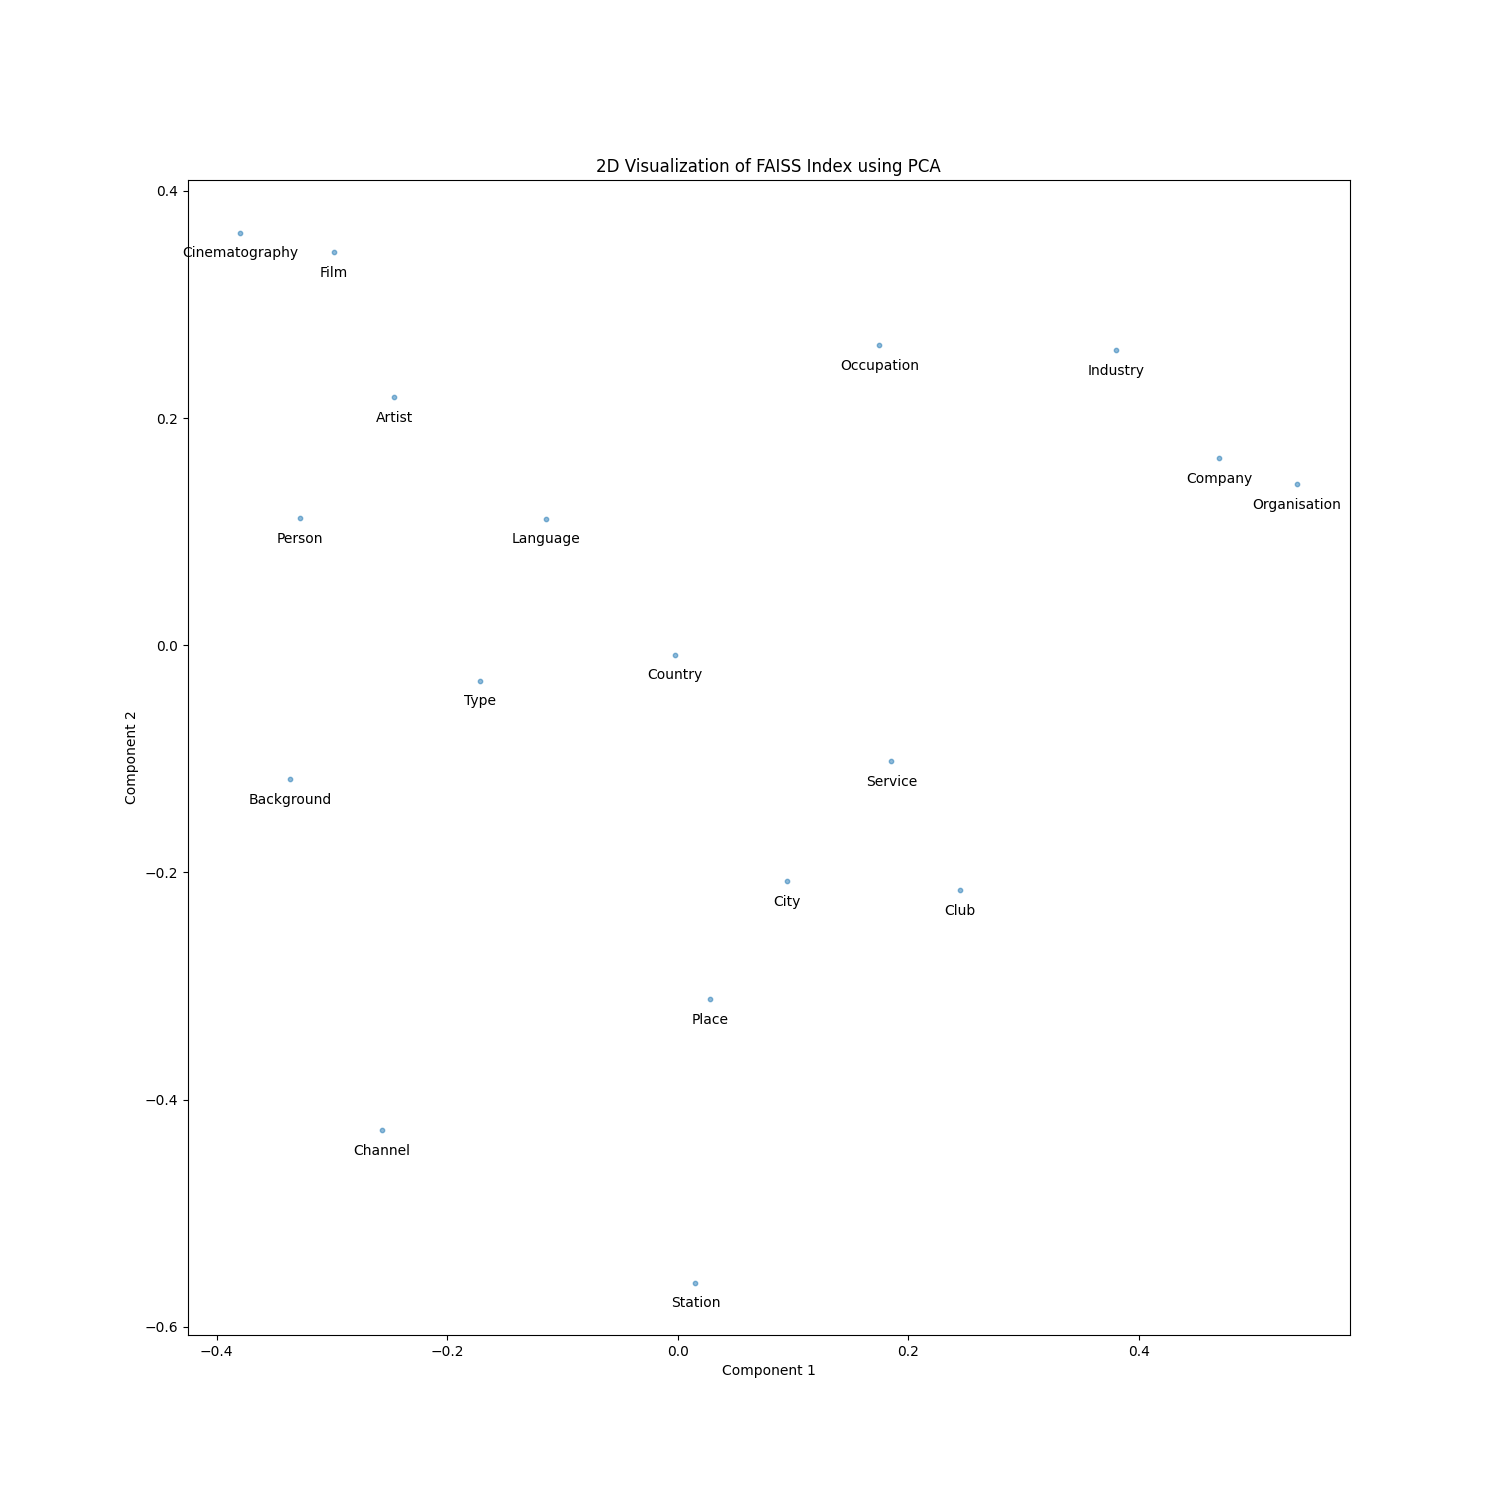 2D Visualization of FAISS Index using PCA
0.4
Cinematography
Film
Occupation
Industry
0.2
Artist
Company
Organisation
Person
Language
0.0
Country
Type
Component 2
Service
Background
−0.2
City
Club
Place
−0.4
Channel
Station
−0.6
−0.4 −0.2 0.0 0.2 0.4
Component 1